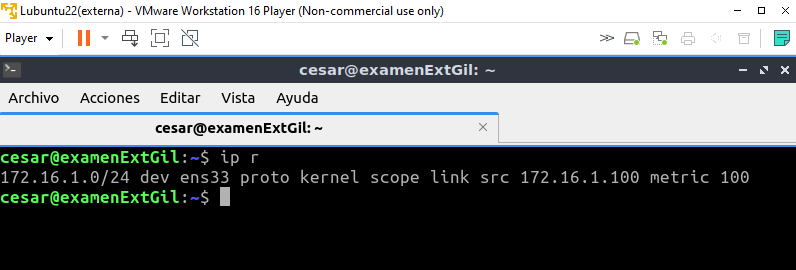 Lubuntu22(externa) - VMware Workstation 16 Player (Non-commercial use only)
Player
cesar@examenExtGil: ~
Archivo Acciones Editar Vista Ayuda
cesar@examenExtGil: ~
cesar@examenExtGil:~$ ip r
172.16.1.0/24 dev ens33 proto kernel scope link src 172.16.1.100 metric 100
cesar@examenExtGil:~$